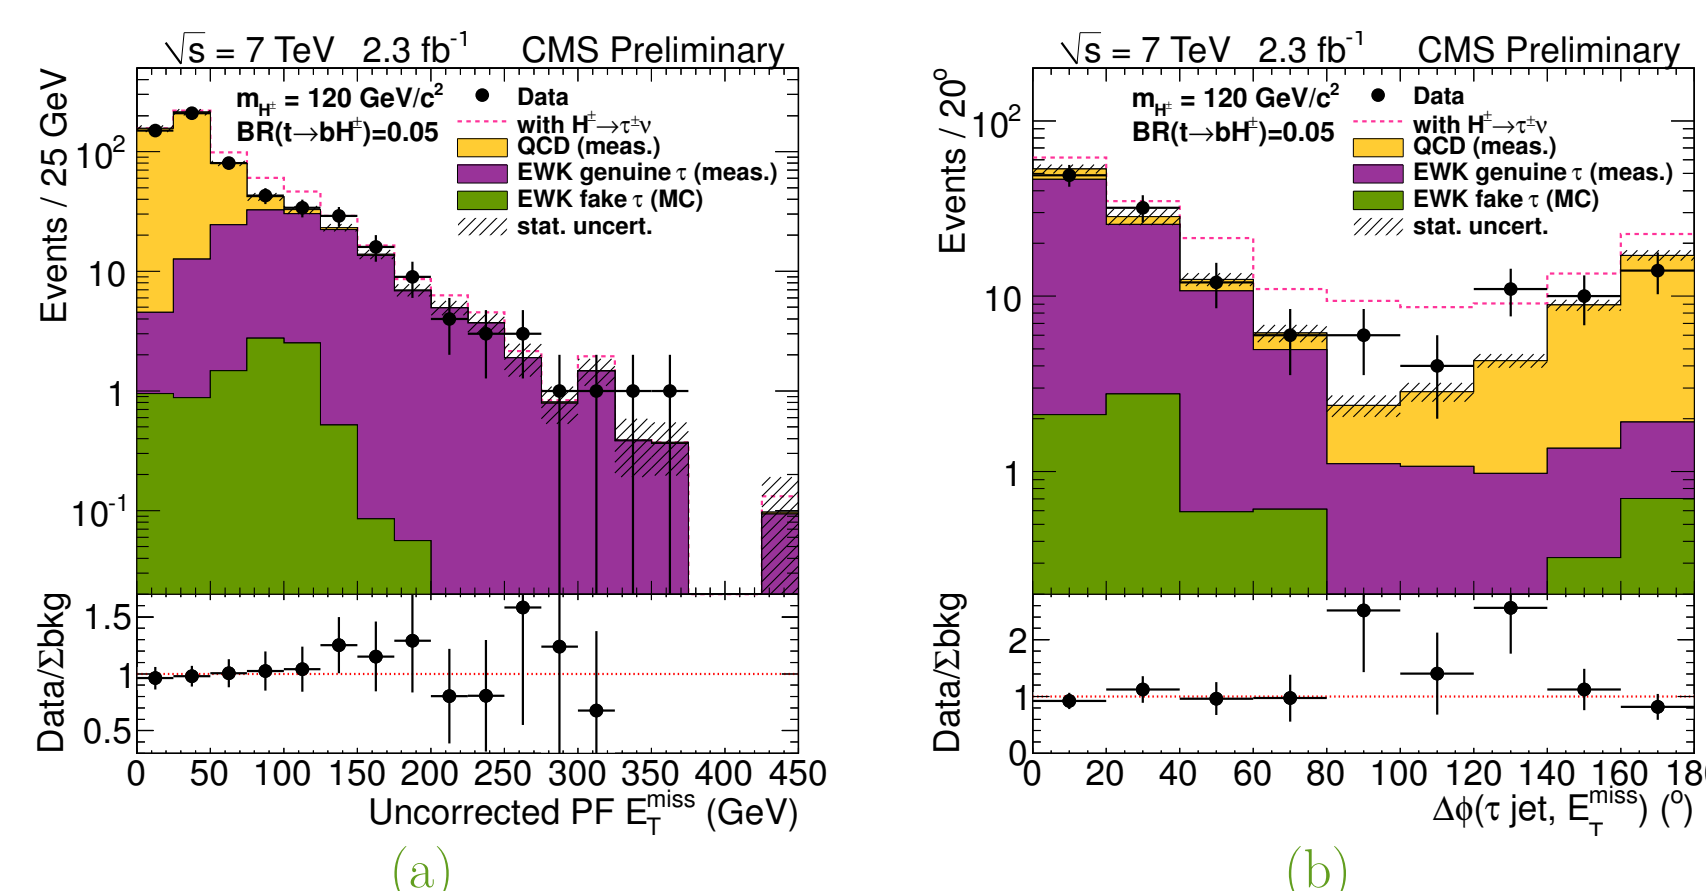 √s = 7 TeV 2.3 fb⁻¹ CMS Preliminary
m_H± = 120 GeV/c²
BR(t→bH±)=0.05
Data
with H±→τ±ν
QCD (meas.)
EWK genuine τ (meas.)
EWK fake τ (MC)
stat. uncert.
Events / 25 GeV
10²
10
1
10⁻¹
Data/Σbkg
1.5
1
0.5
0 50 100 150 200 250 300 350 400 450
Uncorrected PF E_T^miss (GeV)
(a)
√s = 7 TeV 2.3 fb⁻¹ CMS Preliminary
m_H± = 120 GeV/c²
BR(t→bH±)=0.05
Data
with H±→τ±ν
QCD (meas.)
EWK genuine τ (meas.)
EWK fake τ (MC)
stat. uncert.
Events / 20°
10²
10
1
Data/Σbkg
2
1
0
0 20 40 60 80 100 120 140 160 180
Δϕ(τ jet, E_T^miss) (°)
(b)